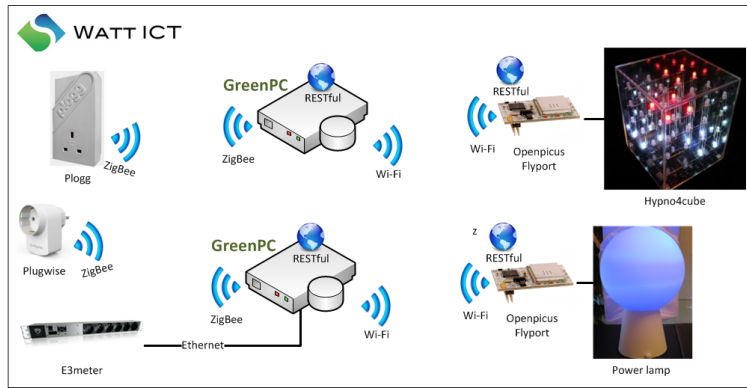 WATT ICT
GreenPC
RESTful
ZigBee
Wi-Fi
plogg
ZigBee
Plogg
RESTful
Wi-Fi
Openpicus
Flyport
Hypno4cube
Plugwise
ZigBee
GreenPC
RESTful
ZigBee
Wi-Fi
z
RESTful
Wi-Fi
Openpicus
Flyport
Ethernet
E3meter
Power lamp